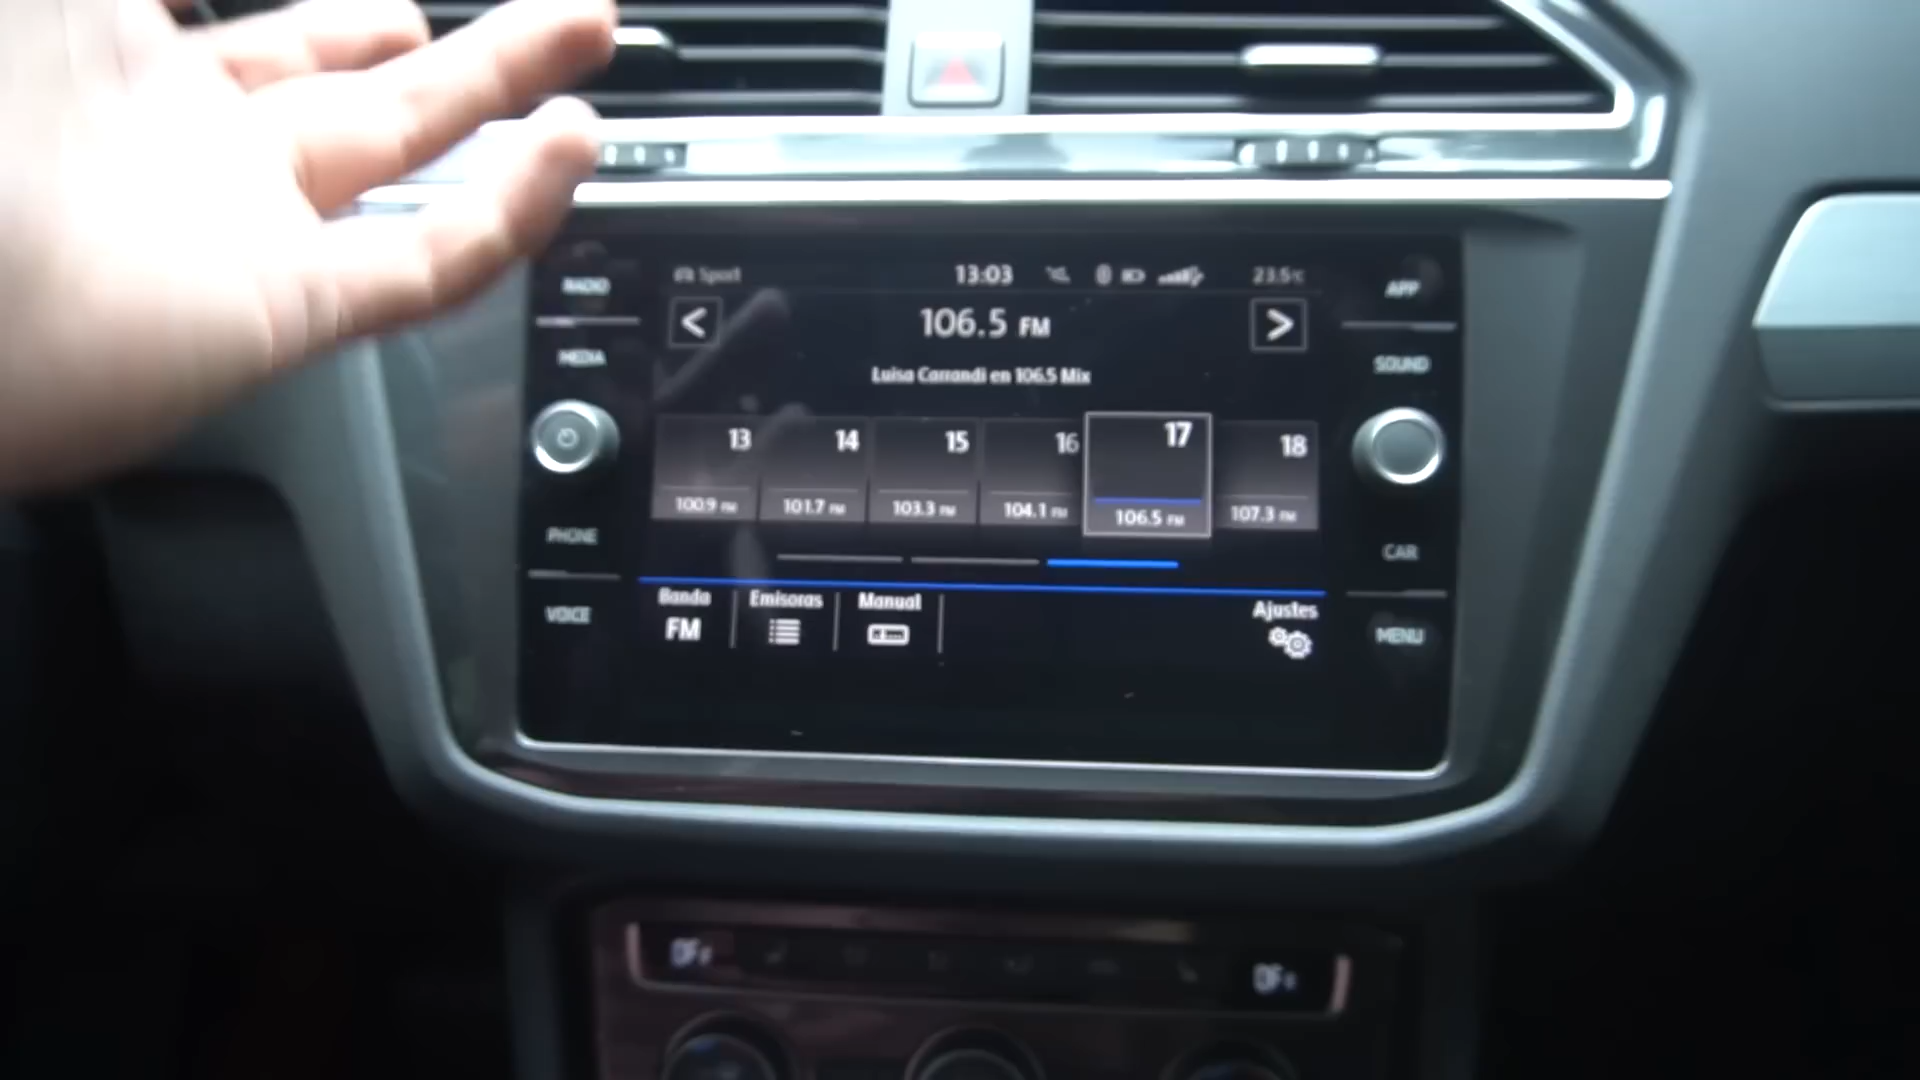 RADIO
Sport
13:03
23.5°C
APP
106.5 FM
MEDIA
SOUND
Luisa Carrandi en 106.5 Mix
13
14
15
16
17
18
100.9 FM
101.7 FM
103.3 FM
104.1 FM
106.5 FM
107.3 FM
PHONE
CAR
Banda
Emisoras
Manual
Ajustes
FM
VOICE
MENU
OFF
OFF